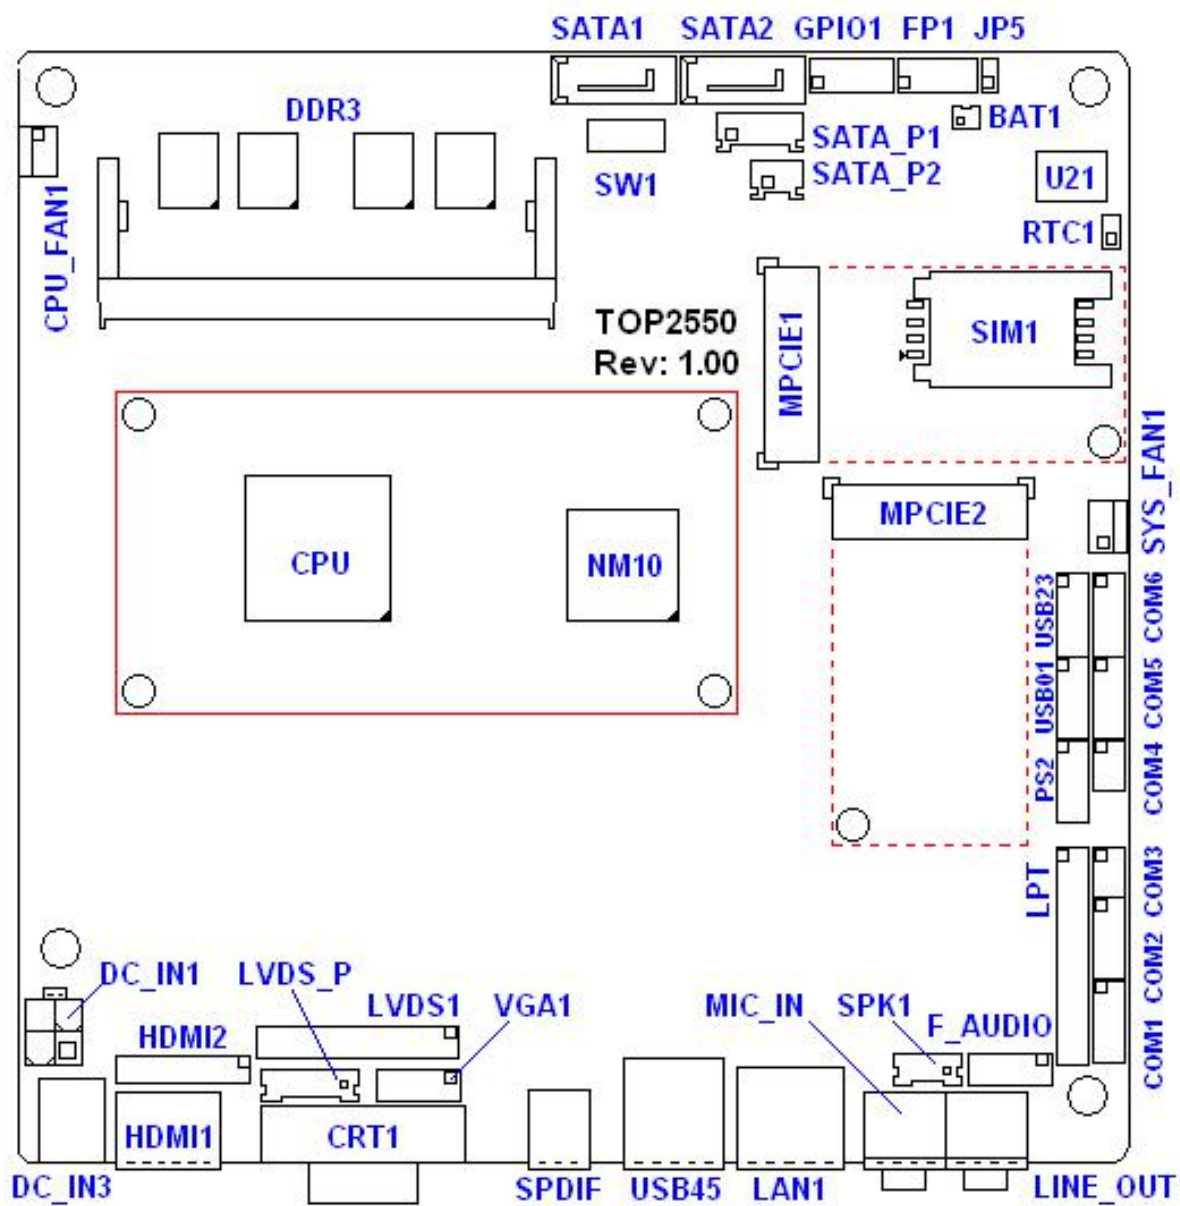 SATA1 SATA2 GPIO1 FP1 JP5
DDR3
BAT1
SATA_P1
SATA_P2
SW1
U21
CPU_FAN1
RTC1
TOP2550
Rev: 1.00
MPCIE1
SIM1
SYS_FAN1
MPCIE2
CPU
NM10
USB23
COM6
USB01
COM5
PS2
COM4
LPT
COM3
COM2
COM1
DC_IN1
LVDS_P
LVDS1
VGA1
MIC_IN
SPK1
F_AUDIO
HDMI2
HDMI1
CRT1
DC_IN3
SPDIF
USB45
LAN1
LINE_OUT